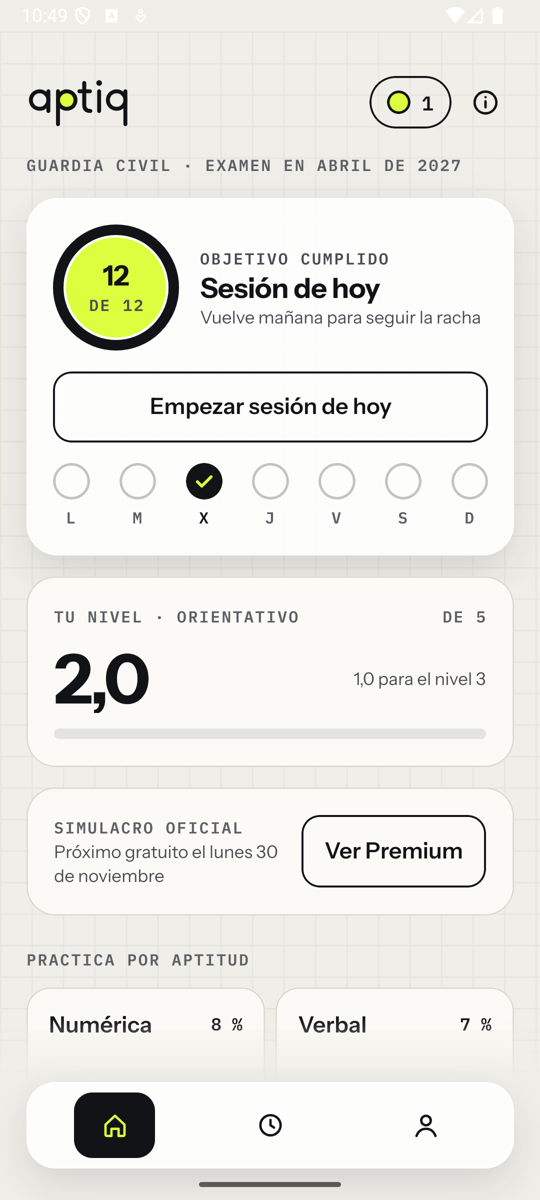 10:49
aptiq
1
GUARDIA CIVIL · EXAMEN EN ABRIL DE 2027
12
DE 12
OBJETIVO CUMPLIDO
Sesión de hoy
Vuelve mañana para seguir la racha
Empezar sesión de hoy
L M X J V S D
TU NIVEL · ORIENTATIVO DE 5
2,0
1,0 para el nivel 3
SIMULACRO OFICIAL
Próximo gratuito el lunes 30
de noviembre
Ver Premium
PRACTICA POR APTITUD
Numérica 8 %
Verbal 7 %